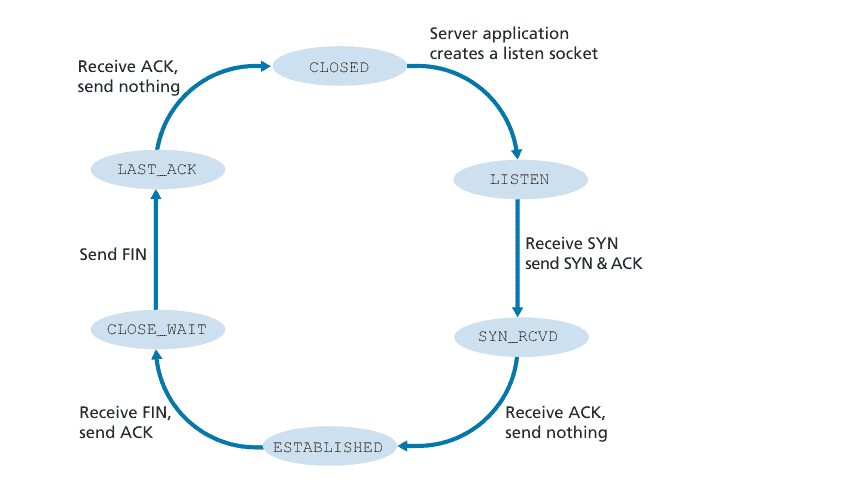 Server application
creates a listen socket
Receive ACK,
send nothing
CLOSED
LAST_ACK
LISTEN
Send FIN
Receive SYN
send SYN & ACK
CLOSE_WAIT
SYN_RCVD
Receive FIN,
send ACK
Receive ACK,
send nothing
ESTABLISHED